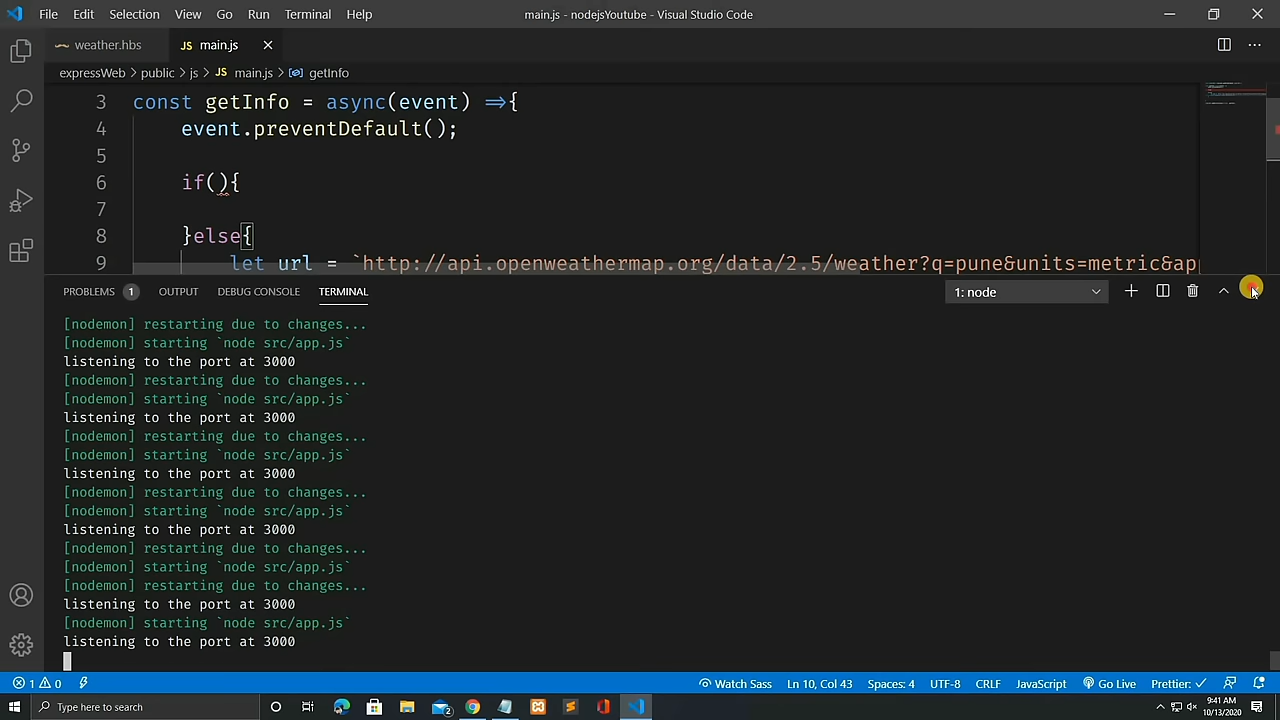 File Edit Selection View Go Run Terminal Help main.js - nodejsYoutube - Visual Studio Code
weather.hbs JS main.js
expressWeb > public > js > JS main.js > getInfo
3 const getInfo = async(event) =>{
4 event.preventDefault();
5
6 if(){
7
8 }else{
9 let url = `http://api.openweathermap.org/data/2.5/weather?q=pune&units=metric&ap
PROBLEMS 1 OUTPUT DEBUG CONSOLE TERMINAL 1: node
[nodemon] restarting due to changes...
[nodemon] starting `node src/app.js`
listening to the port at 3000
[nodemon] restarting due to changes...
[nodemon] starting `node src/app.js`
listening to the port at 3000
[nodemon] restarting due to changes...
[nodemon] starting `node src/app.js`
listening to the port at 3000
[nodemon] restarting due to changes...
[nodemon] starting `node src/app.js`
listening to the port at 3000
[nodemon] restarting due to changes...
[nodemon] starting `node src/app.js`
[nodemon] restarting due to changes...
listening to the port at 3000
[nodemon] starting `node src/app.js`
listening to the port at 3000
1 0 Watch Sass Ln 10, Col 43 Spaces: 4 UTF-8 CRLF JavaScript Go Live Prettier: ✓
Type here to search 2 9:41 AM
10/13/2020